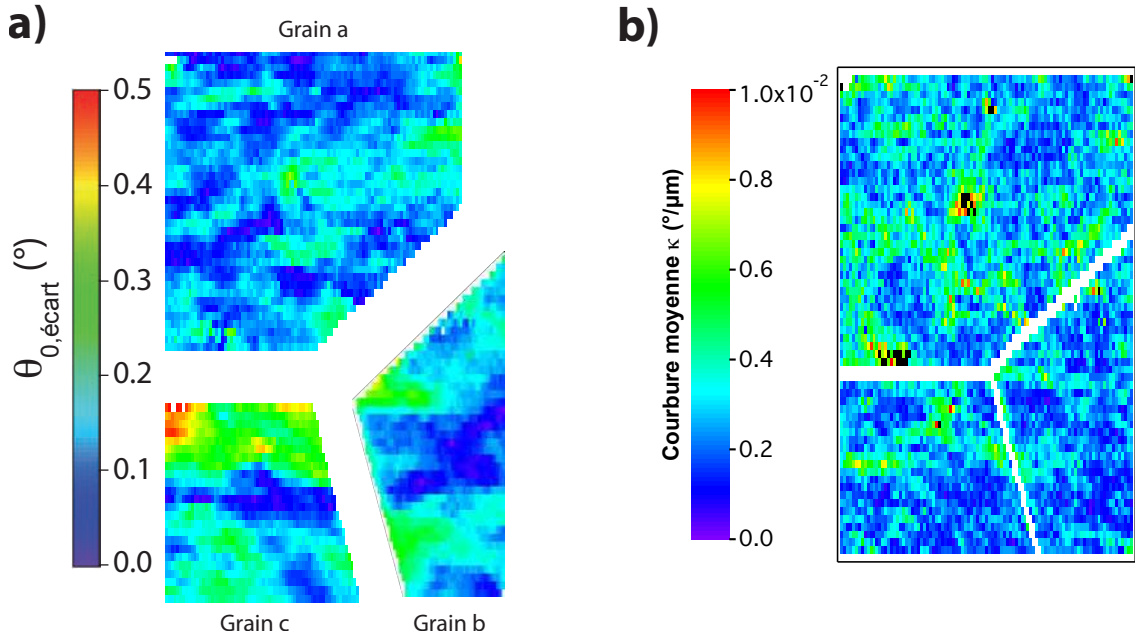 a)
Grain a
0.5
0.4
0.3
0.2
0.1
0.0
θ0,écart (°)
Grain c
Grain b
b)
1.0x10-2
0.8
0.6
0.4
0.2
0.0
Courbure moyenne κ (°/µm)